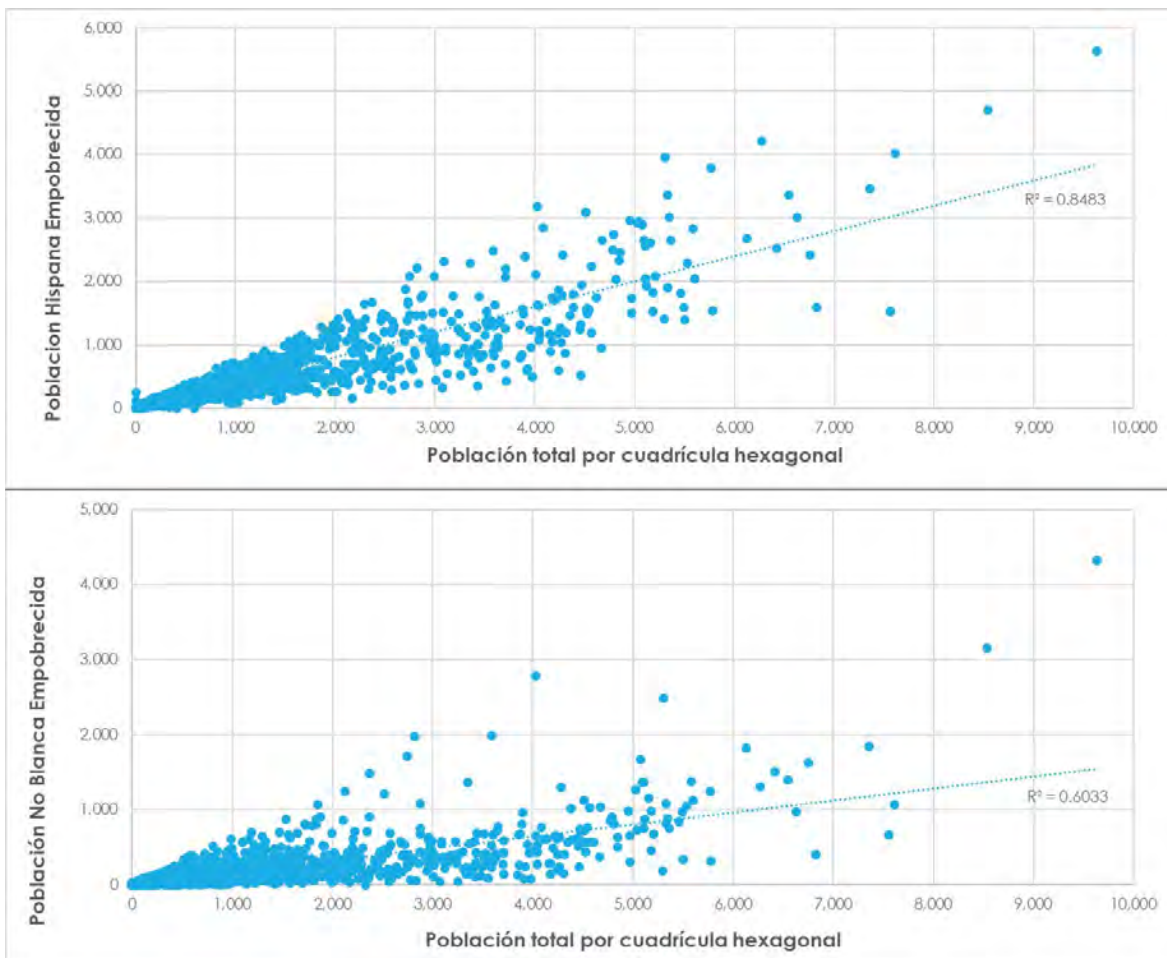 6.000
5.000
4.000
3.000
2.000
1.000
0
Poblacion Hispana Empobrecida
R² = 0.8483
0 1.000 2.000 3.000 4.000 5.000 6.000 7.000 8.000 9.000 10.000
Población total por cuadrícula hexagonal
5.000
4.000
3.000
2.000
1.000
0
Población No Blanca Empobrecida
R² = 0.6033
0 1.000 2.000 3.000 4.000 5.000 6.000 7.000 8.000 9.000 10.000
Población total por cuadrícula hexagonal